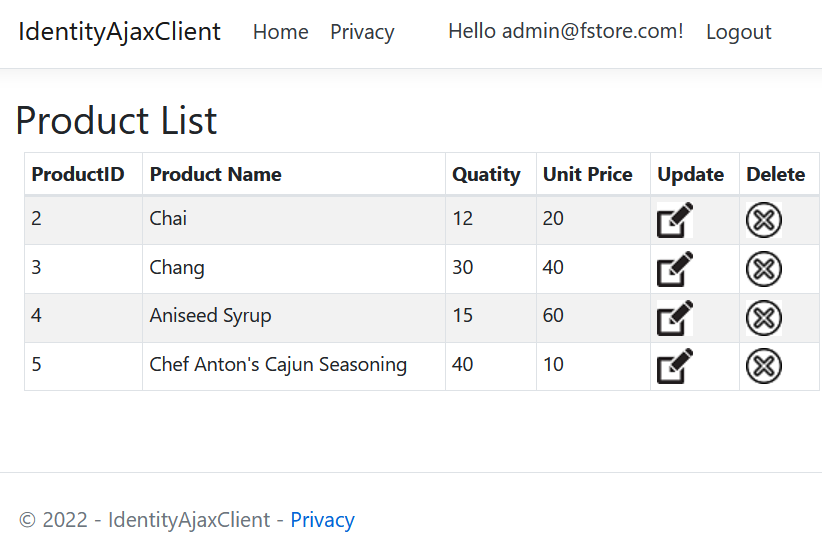 IdentityAjaxClient Home Privacy Hello admin@fstore.com! Logout
Product List
ProductID Product Name Quatity Unit Price Update Delete
2 Chai 12 20
3 Chang 30 40
4 Aniseed Syrup 15 60
5 Chef Anton's Cajun Seasoning 40 10
© 2022 - IdentityAjaxClient - Privacy